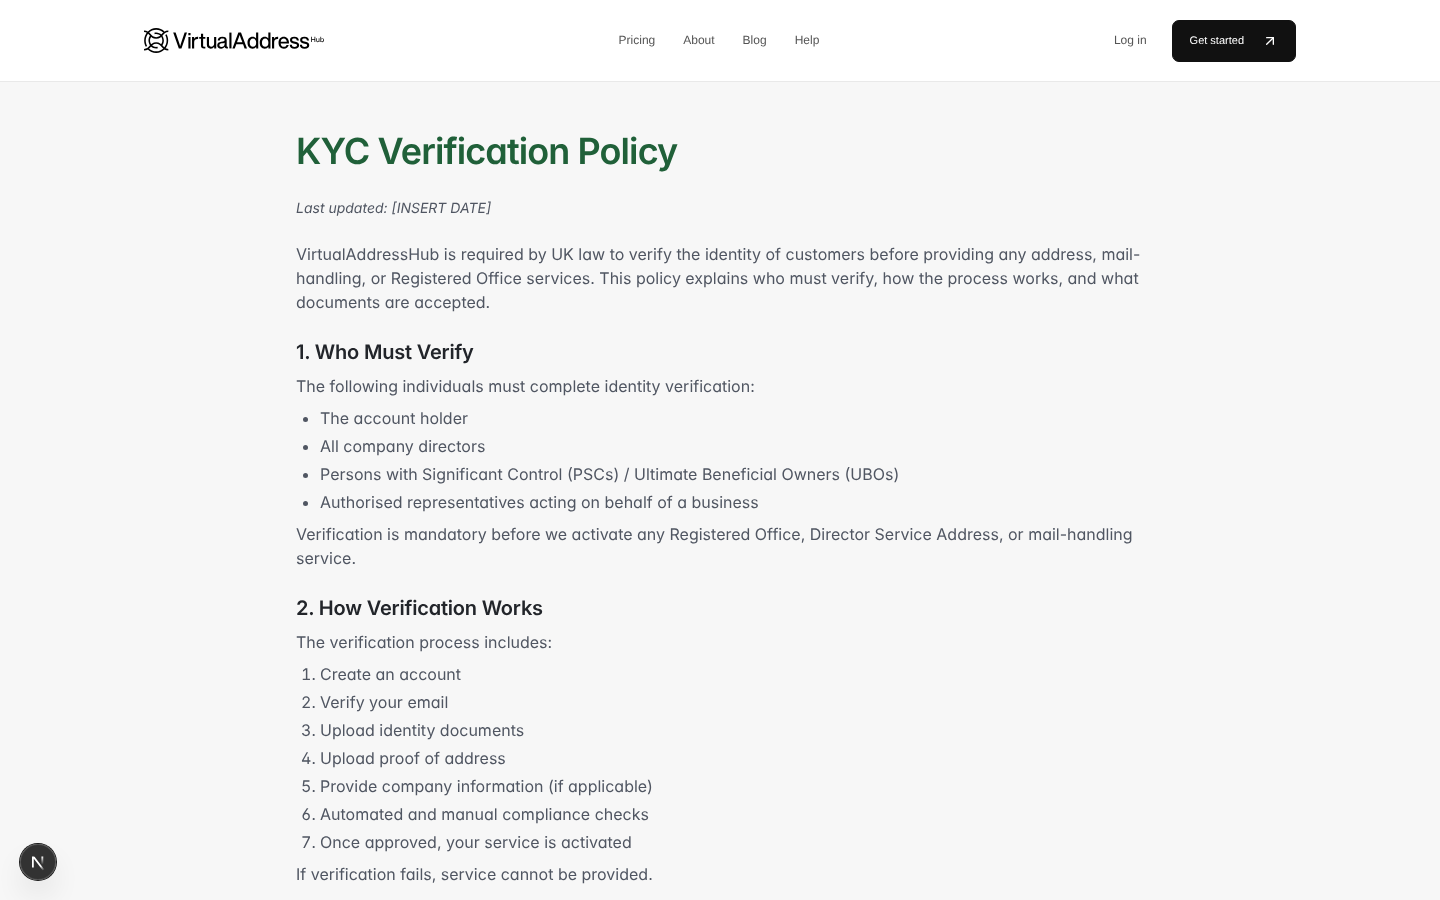 VirtualAddress Hub
Pricing
About
Blog
Help
Log in
Get started
KYC Verification Policy
Last updated: [INSERT DATE]
VirtualAddressHub is required by UK law to verify the identity of customers before providing any address, mail-
handling, or Registered Office services. This policy explains who must verify, how the process works, and what
documents are accepted.
1. Who Must Verify
The following individuals must complete identity verification:
• The account holder
• All company directors
• Persons with Significant Control (PSCs) / Ultimate Beneficial Owners (UBOs)
• Authorised representatives acting on behalf of a business
Verification is mandatory before we activate any Registered Office, Director Service Address, or mail-handling
service.
2. How Verification Works
The verification process includes:
1. Create an account
2. Verify your email
3. Upload identity documents
4. Upload proof of address
5. Provide company information (if applicable)
6. Automated and manual compliance checks
7. Once approved, your service is activated
If verification fails, service cannot be provided.
N